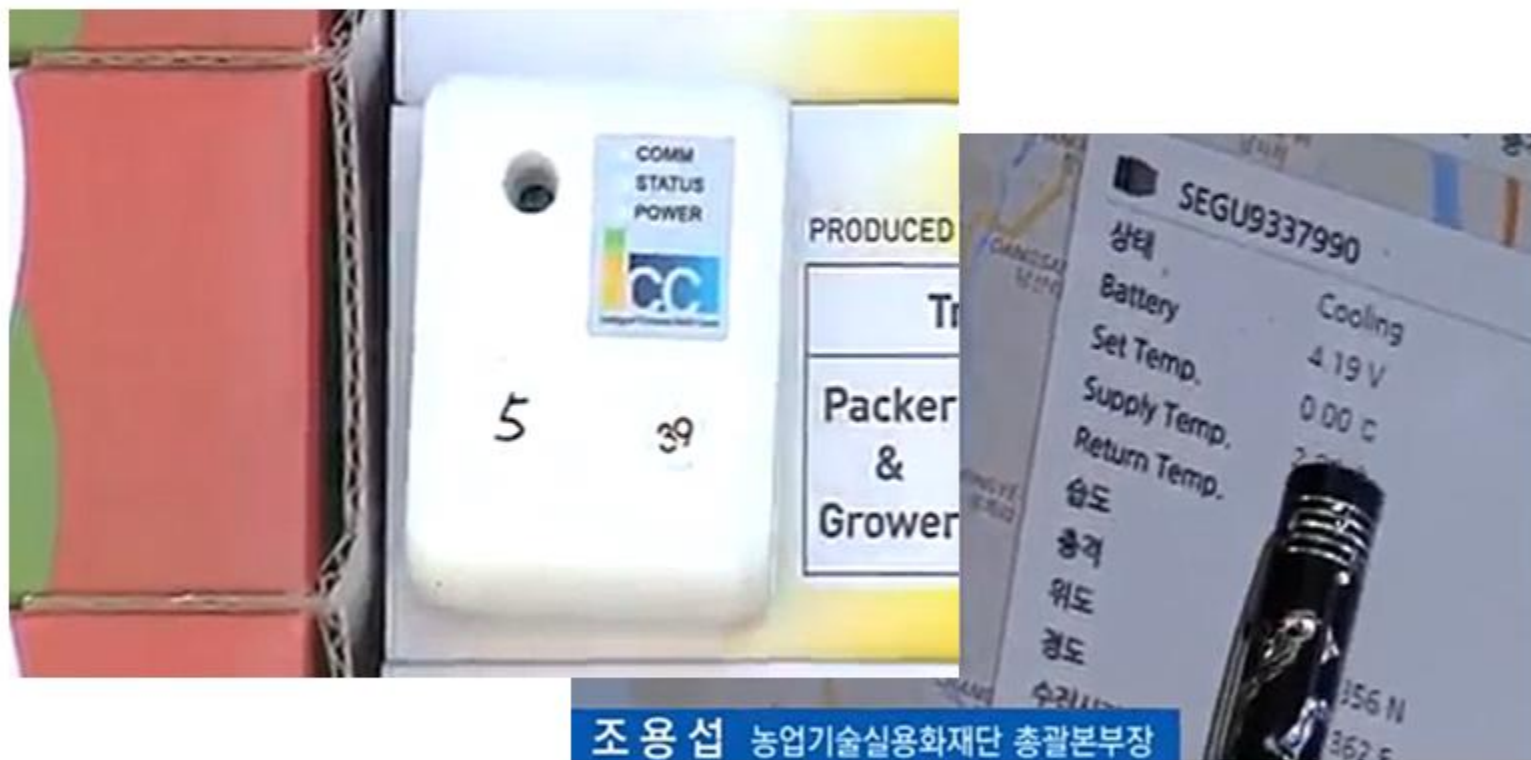 COMM
STATUS
POWER
C.C.
5
39
PRODUCED
Packer
&
Grower
SEGU9337990
상태
Cooling
Battery
4.19 V
Set Temp.
0.00 C
Supply Temp.
Return Temp.
습도
충격
위도
356 N
경도
362 E
조용섭 농업기술실용화재단 총괄본부장